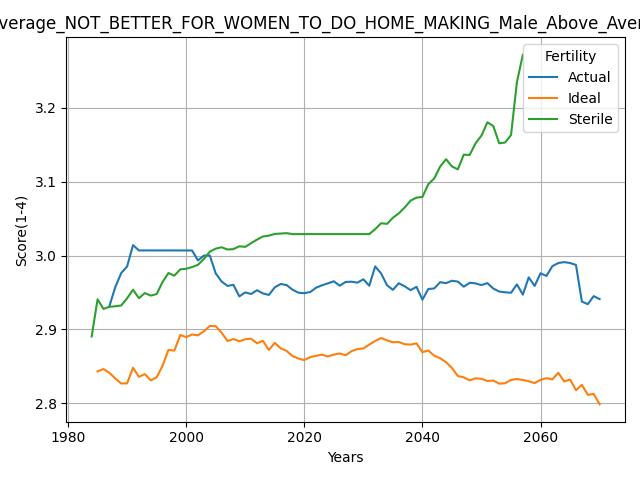 verage_NOT_BETTER_FOR_WOMEN_TO_DO_HOME_MAKING_Male_Above_Aver
Fertility
Actual
Ideal
Sterile
Score(1-4)
3.2
3.1
3.0
2.9
2.8
1980 2000 2020 2040 2060
Years